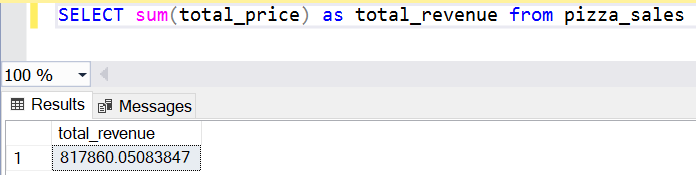 SELECT sum(total_price) as total_revenue from pizza_sales
100 %
Results Messages
total_revenue
1 817860.05083847